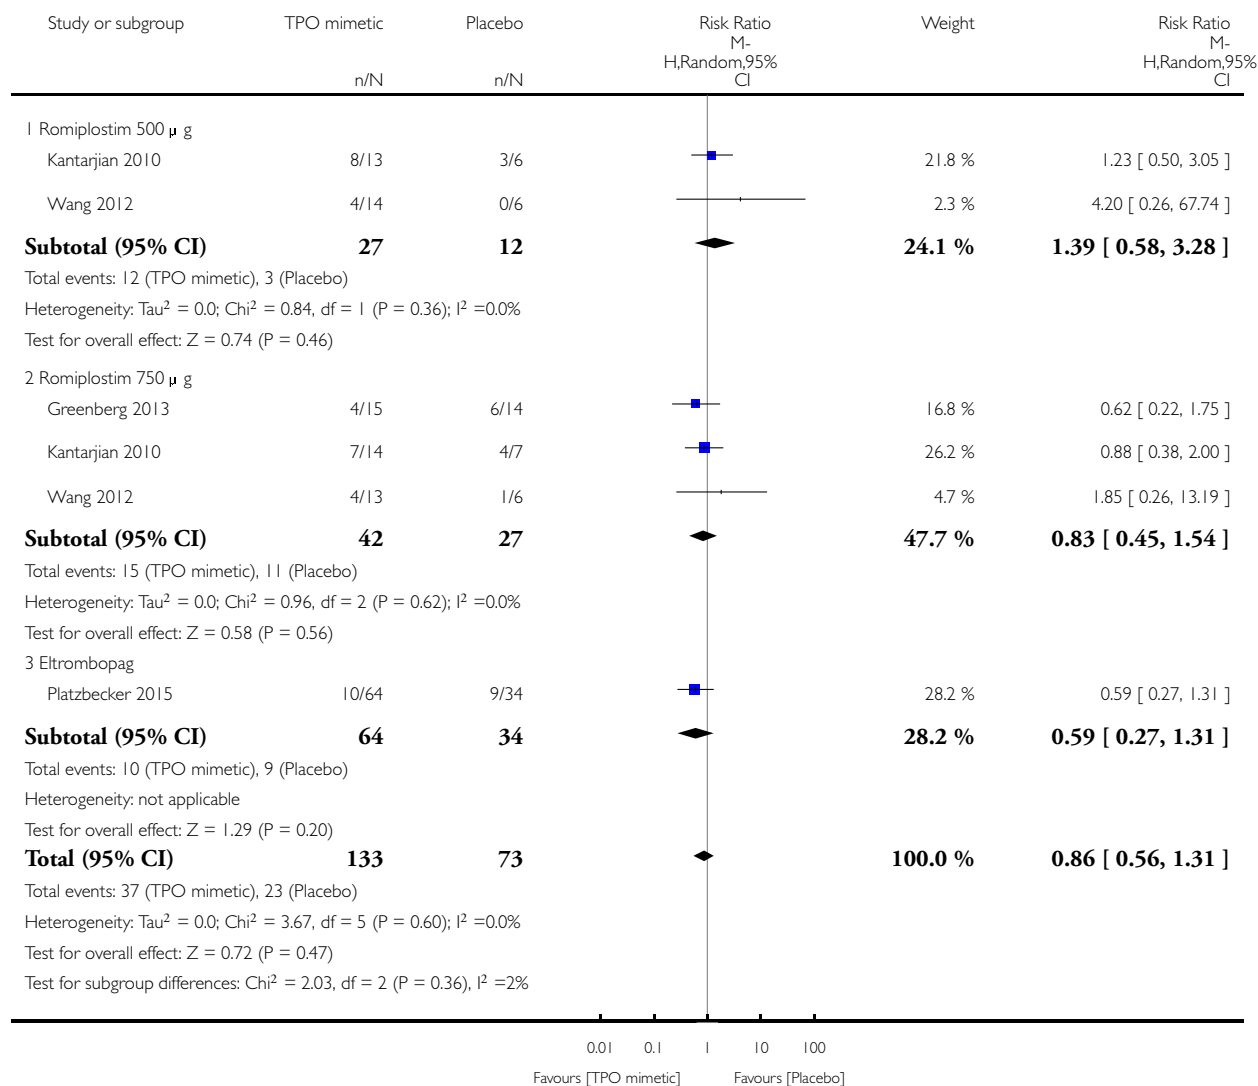 Study or subgroup TPO mimetic Placebo Risk Ratio Weight Risk Ratio
M- M-
H,Random,95% H,Random,95%
n/N n/N CI CI
1 Romiplostim 500 μ g
Kantarjian 2010 8/13 3/6 21.8 % 1.23 [ 0.50, 3.05 ]
Wang 2012 4/14 0/6 2.3 % 4.20 [ 0.26, 67.74 ]
Subtotal (95% CI) 27 12 24.1 % 1.39 [ 0.58, 3.28 ]
Total events: 12 (TPO mimetic), 3 (Placebo)
Heterogeneity: Tau² = 0.0; Chi² = 0.84, df = 1 (P = 0.36); I² =0.0%
Test for overall effect: Z = 0.74 (P = 0.46)
2 Romiplostim 750 μ g
Greenberg 2013 4/15 6/14 16.8 % 0.62 [ 0.22, 1.75 ]
Kantarjian 2010 7/14 4/7 26.2 % 0.88 [ 0.38, 2.00 ]
Wang 2012 4/13 1/6 4.7 % 1.85 [ 0.26, 13.19 ]
Subtotal (95% CI) 42 27 47.7 % 0.83 [ 0.45, 1.54 ]
Total events: 15 (TPO mimetic), 11 (Placebo)
Heterogeneity: Tau² = 0.0; Chi² = 0.96, df = 2 (P = 0.62); I² =0.0%
Test for overall effect: Z = 0.58 (P = 0.56)
3 Eltrombopag
Platzbecker 2015 10/64 9/34 28.2 % 0.59 [ 0.27, 1.31 ]
Subtotal (95% CI) 64 34 28.2 % 0.59 [ 0.27, 1.31 ]
Total events: 10 (TPO mimetic), 9 (Placebo)
Heterogeneity: not applicable
Test for overall effect: Z = 1.29 (P = 0.20)
Total (95% CI) 133 73 100.0 % 0.86 [ 0.56, 1.31 ]
Total events: 37 (TPO mimetic), 23 (Placebo)
Heterogeneity: Tau² = 0.0; Chi² = 3.67, df = 5 (P = 0.60); I² =0.0%
Test for overall effect: Z = 0.72 (P = 0.47)
Test for subgroup differences: Chi² = 2.03, df = 2 (P = 0.36), I² =2%
0.01 0.1 1 10 100
Favours [TPO mimetic] Favours [Placebo]